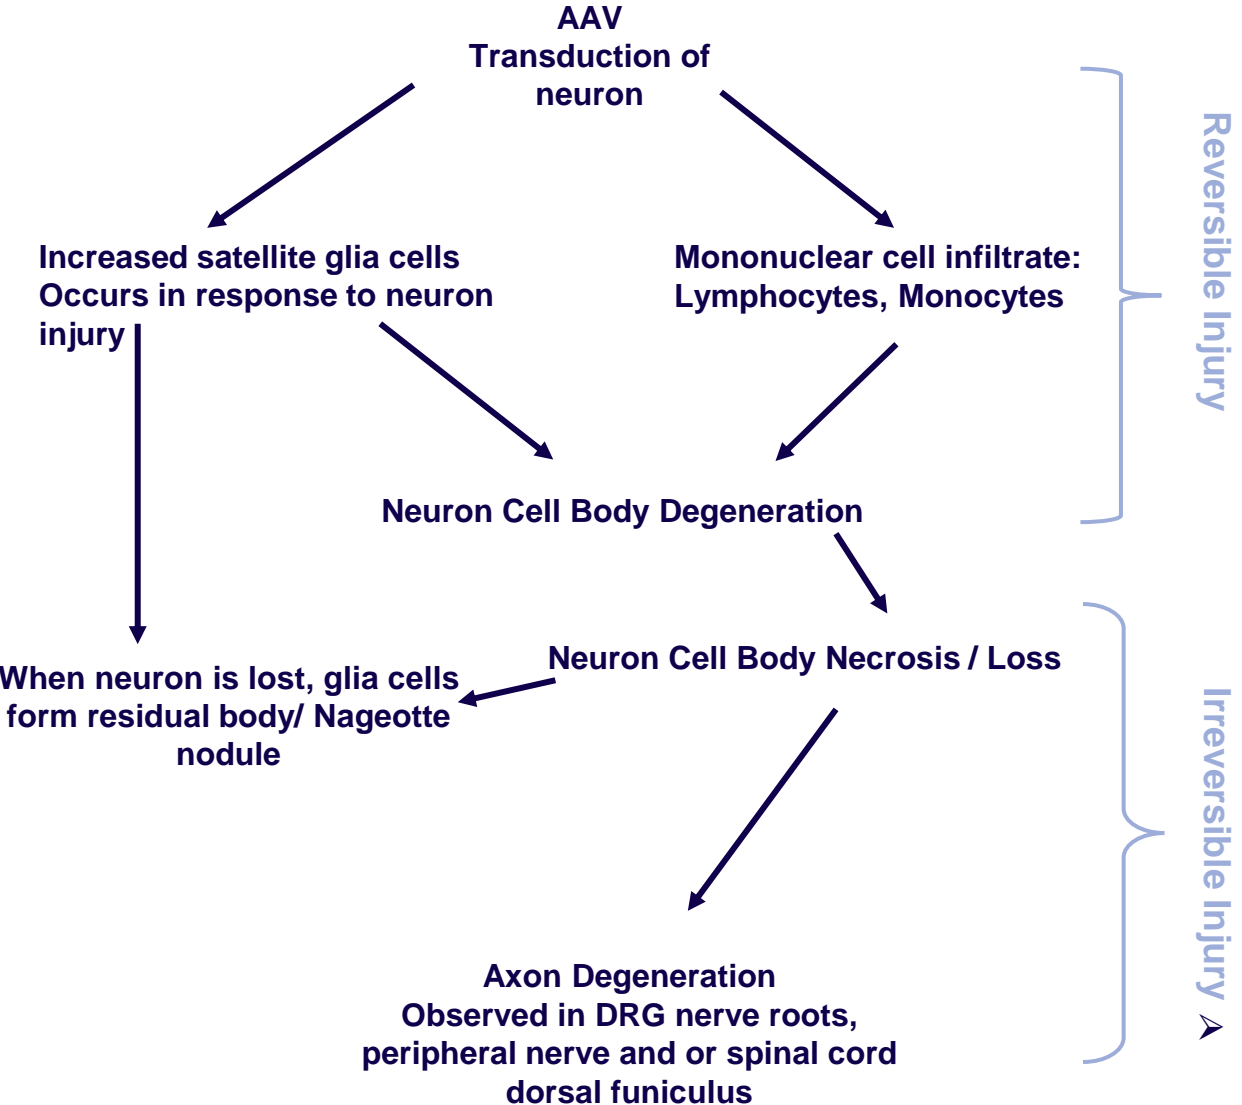 AAV
Transduction of
neuron
Increased satellite glia cells
Occurs in response to neuron
injury
Mononuclear cell infiltrate:
Lymphocytes, Monocytes
Reversible Injury
Neuron Cell Body Degeneration
Neuron Cell Body Necrosis / Loss
When neuron is lost, glia cells
form residual body/ Nageotte
nodule
Irreversible Injury
Axon Degeneration
Observed in DRG nerve roots,
peripheral nerve and or spinal cord
dorsal funiculus